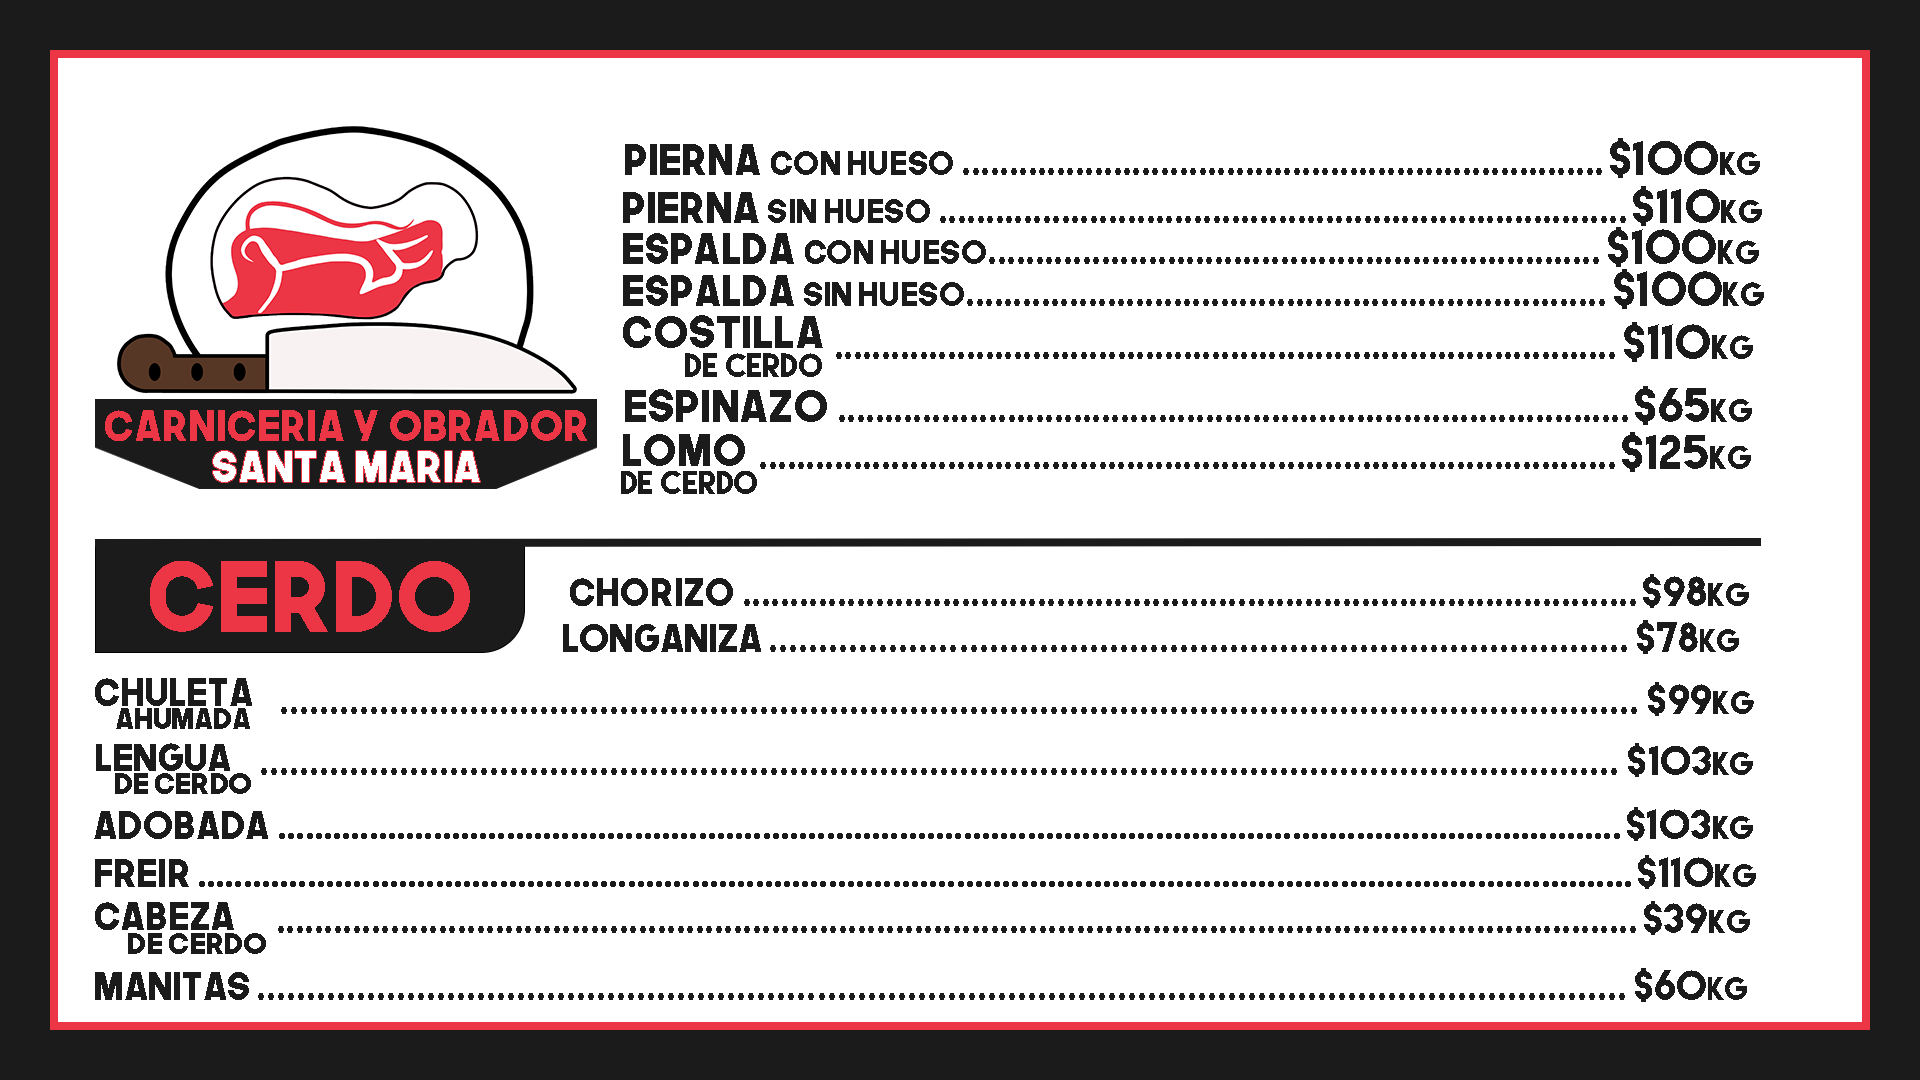 CARNICERIA Y OBRADOR
SANTA MARIA
PIERNA CON HUESO ........ $100KG
PIERNA SIN HUESO ........ $110KG
ESPALDA CON HUESO ........ $100KG
ESPALDA SIN HUESO ........ $100KG
COSTILLA
DE CERDO ........ $110KG
ESPINAZO ........ $65KG
LOMO
DE CERDO ........ $125KG
CERDO
CHORIZO ........ $98KG
LONGANIZA ........ $78KG
CHULETA
AHUMADA ........ $99KG
LENGUA
DE CERDO ........ $103KG
ADOBADA ........ $103KG
FREIR ........ $110KG
CABEZA
DE CERDO ........ $39KG
MANITAS ........ $60KG